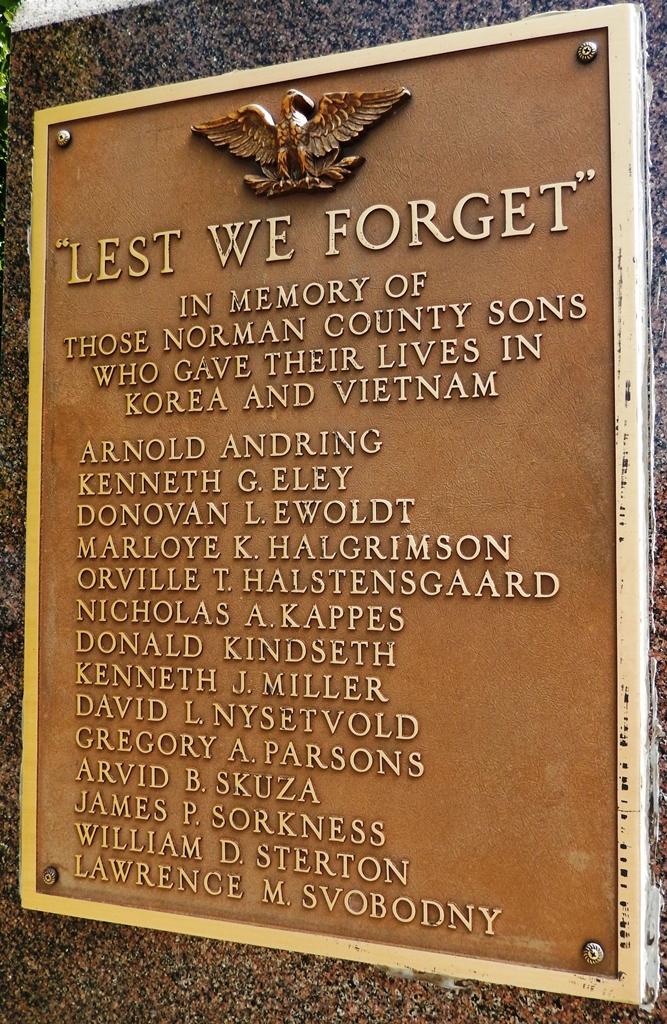 "LEST WE FORGET"
IN MEMORY OF
THOSE NORMAN COUNTY SONS
WHO GAVE THEIR LIVES IN
KOREA AND VIETNAM
ARNOLD ANDRING
KENNETH G. ELEY
DONOVAN L. EWOLDT
MARLOYE K. HALGRIMSON
ORVILLE T. HALSTENSGAARD
NICHOLAS A. KAPPES
DONALD KINDSETH
KENNETH J. MILLER
DAVID L. NYSETVOLD
GREGORY A. PARSONS
ARVID B. SKUZA
JAMES P. SORKNESS
WILLIAM D. STERTON
LAWRENCE M. SVOBODNY